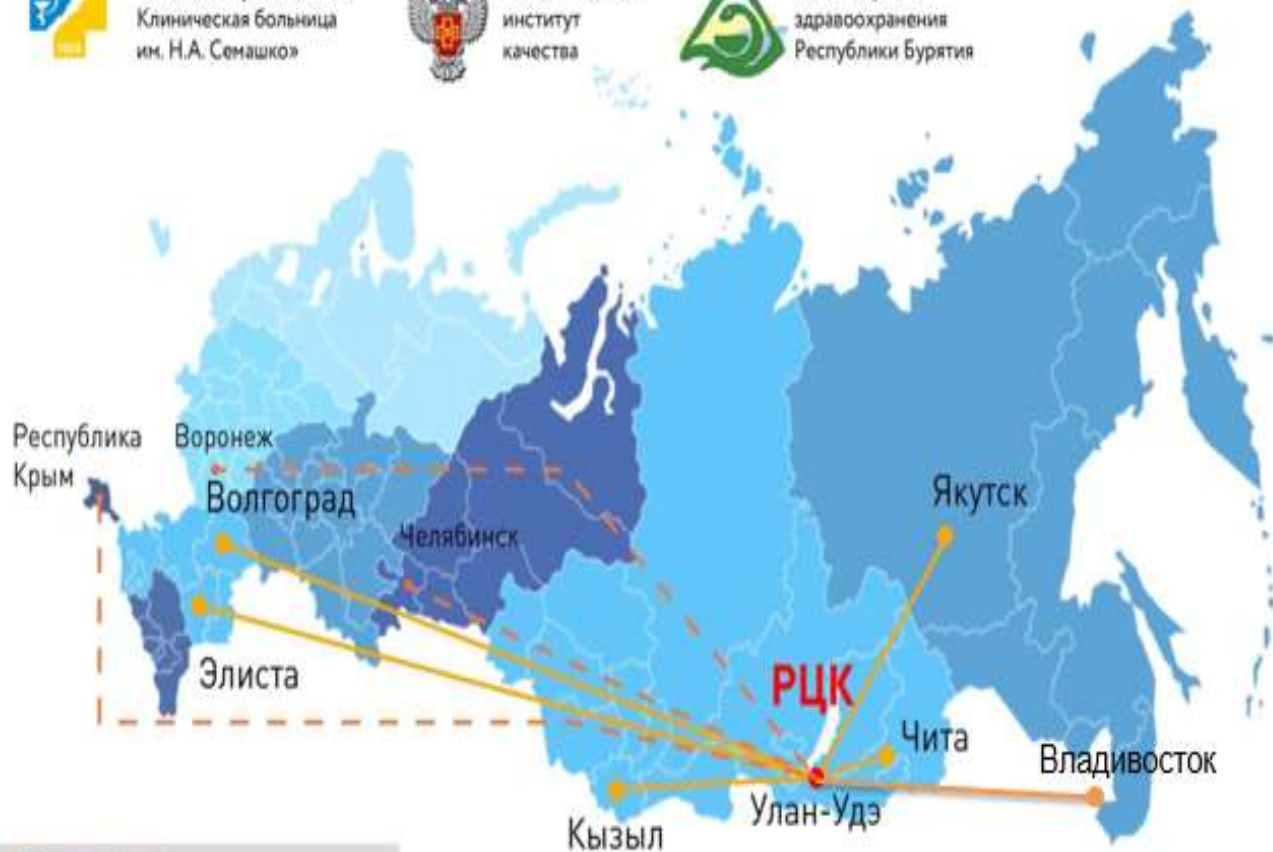 Клиническая больница
им. Н.А. Семашко»
институт
качества
здравоохранения
Республики Бурятия
Республика
Крым
Воронеж
Волгоград
Челябинск
Якутск
Элиста
РЦК
Чита
Владивосток
Улан-Удэ
Кызыл